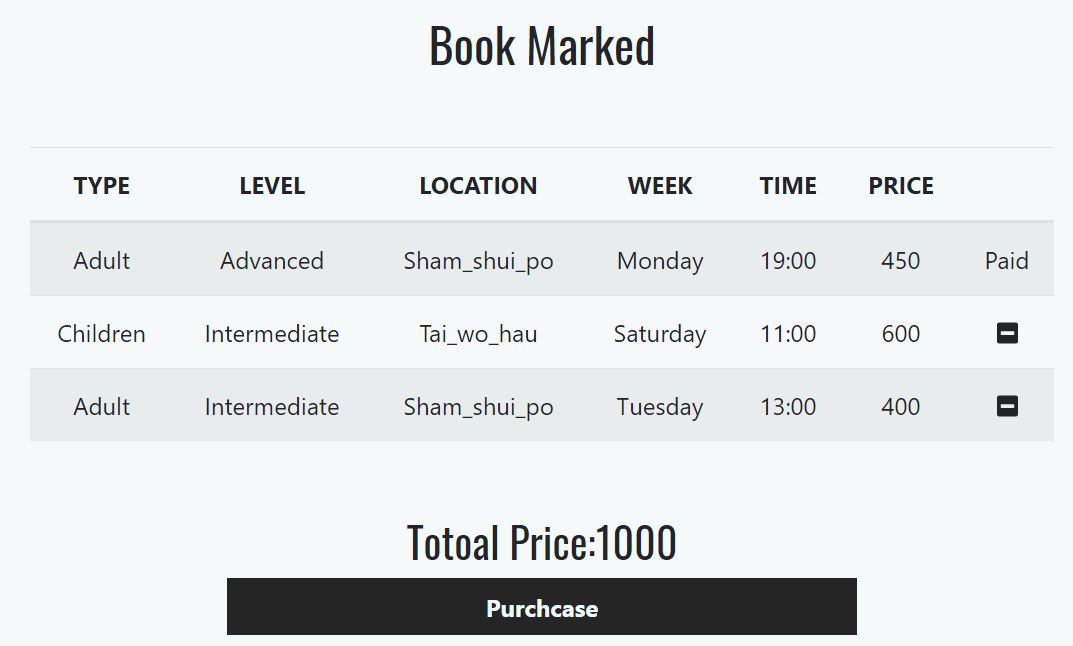 Book Marked
TYPE LEVEL LOCATION WEEK TIME PRICE
Adult Advanced Sham_shui_po Monday 19:00 450 Paid
Children Intermediate Tai_wo_hau Saturday 11:00 600
Adult Intermediate Sham_shui_po Tuesday 13:00 400
Totoal Price:1000
Purchcase